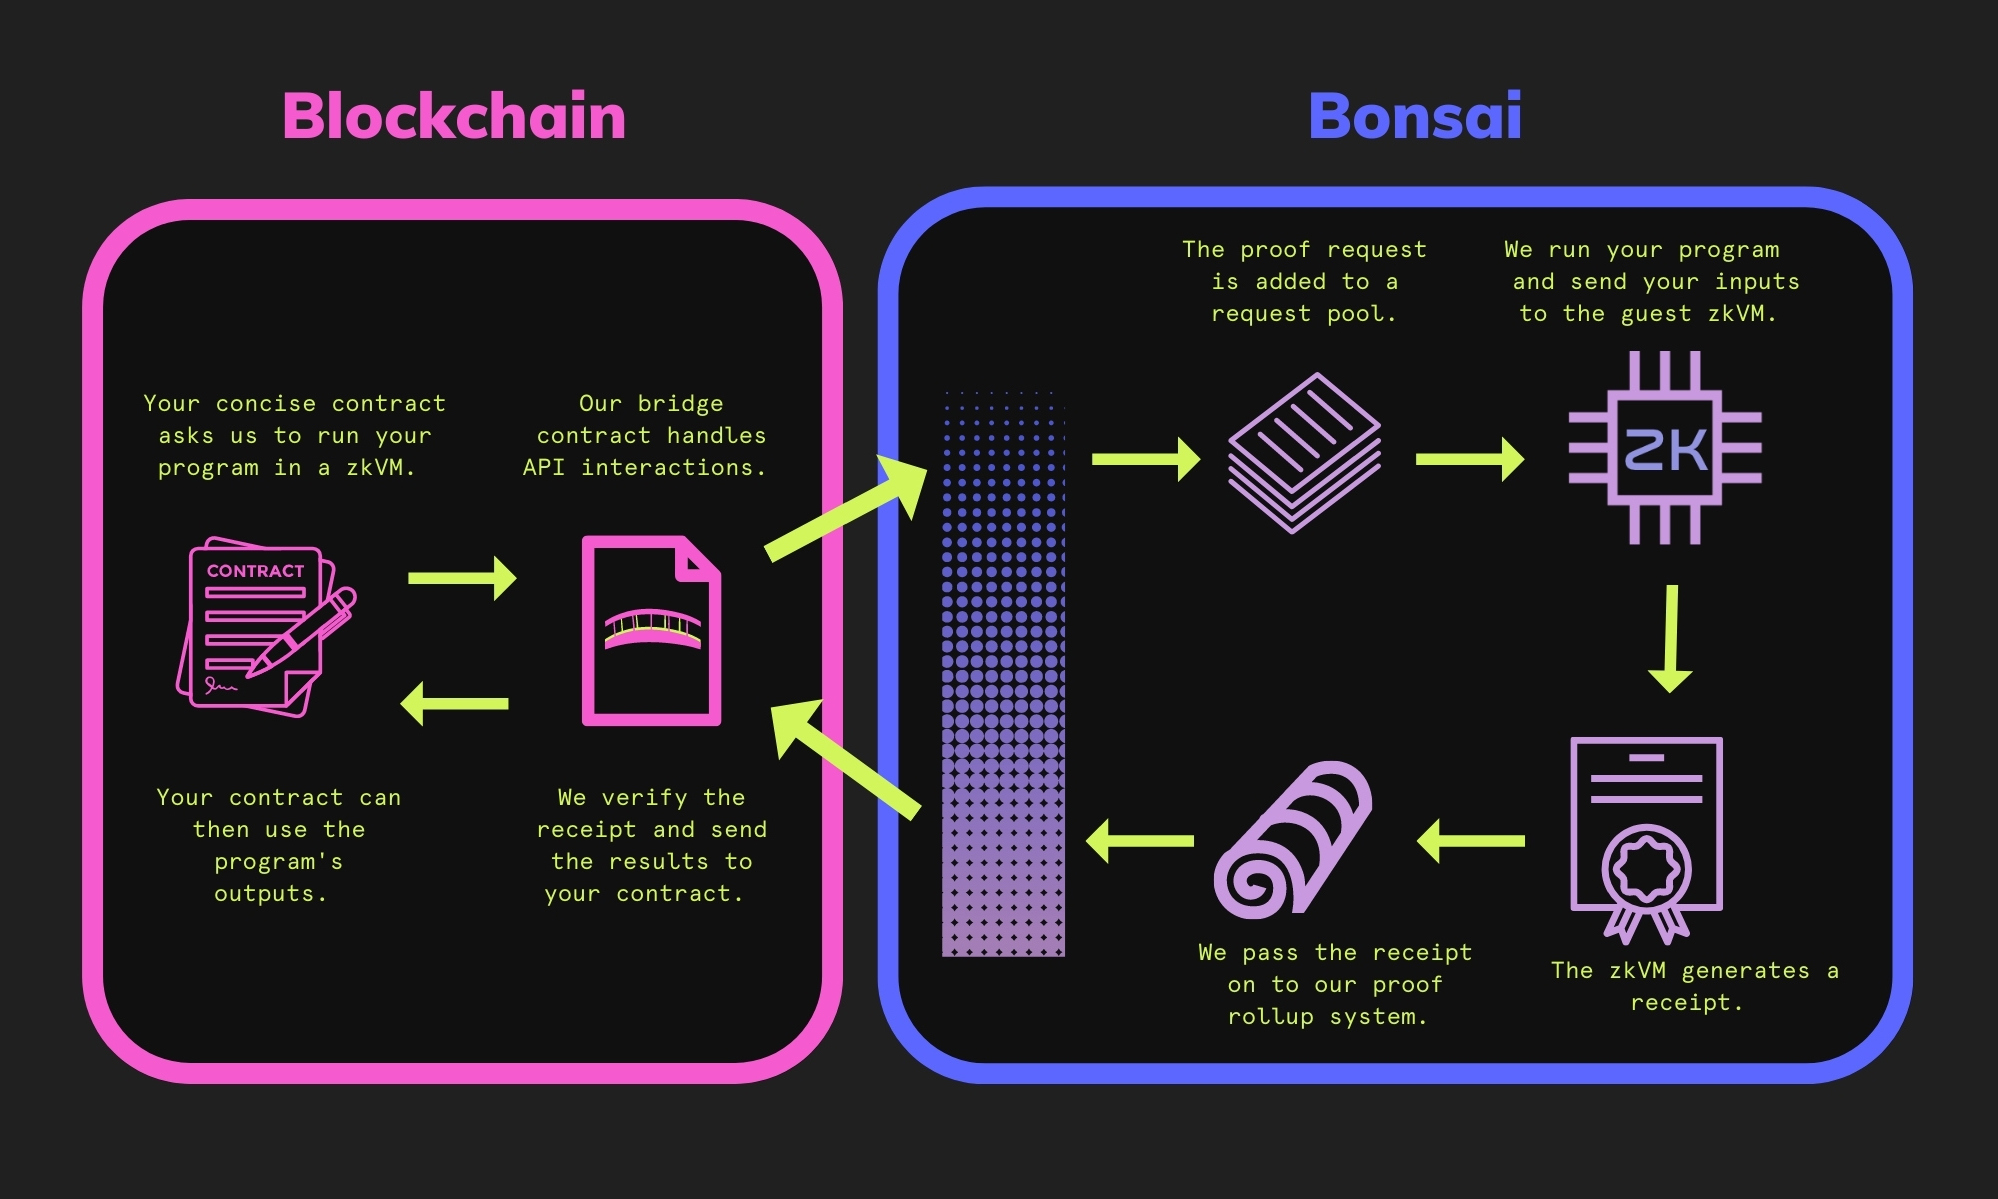 Blockchain
Bonsai
Your concise contract
asks us to run your
program in a zkVM.
Our bridge
contract handles
API interactions.
CONTRACT
Your contract can
then use the
program's
outputs.
We verify the
receipt and send
the results to
your contract.
The proof request
is added to a
request pool.
We run your program
and send your inputs
to the guest zkVM.
ZK
We pass the receipt
on to our proof
rollup system.
The zkVM generates a
receipt.